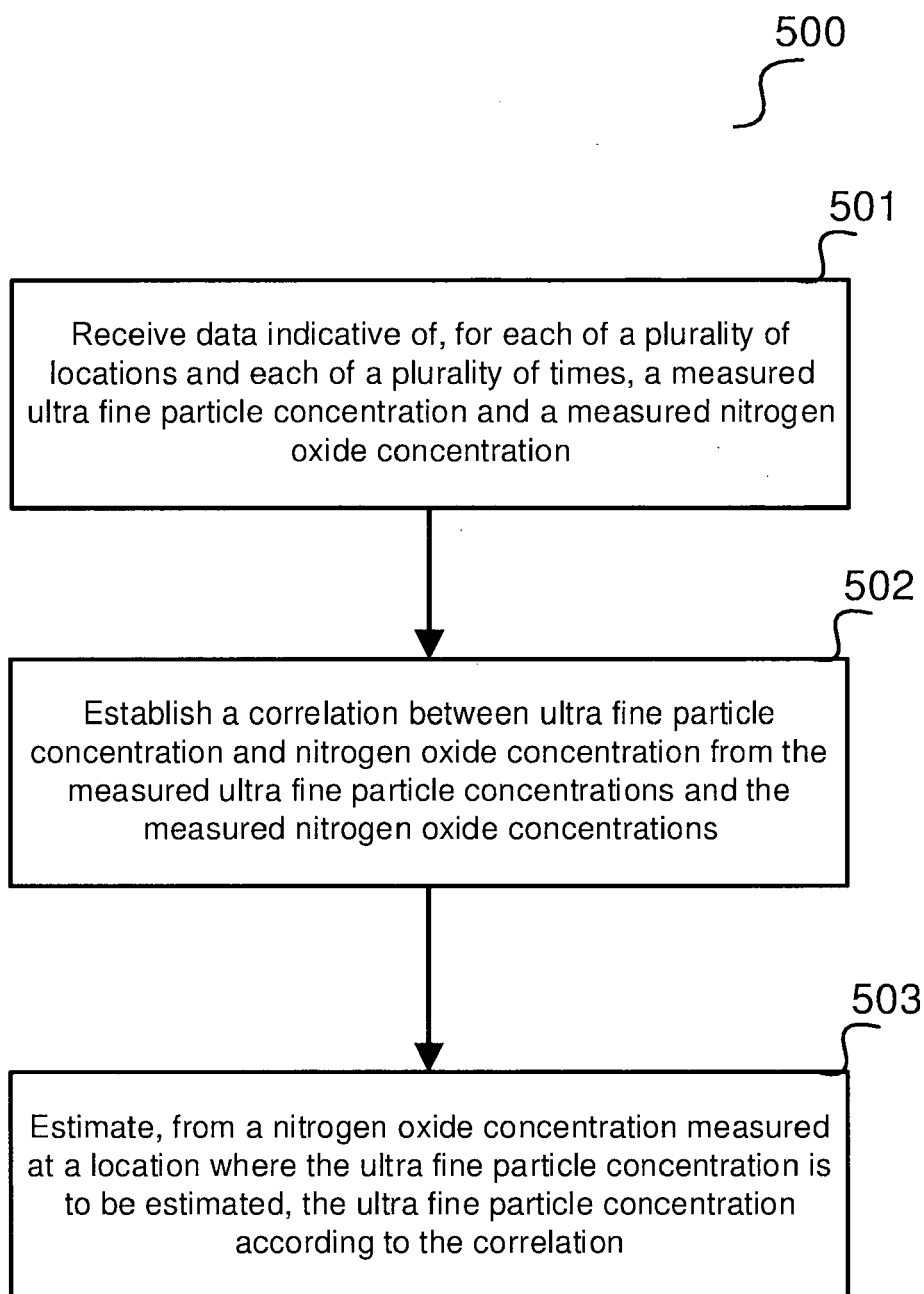 500
501
Receive data indicative of, for each of a plurality of
locations and each of a plurality of times, a measured
ultra fine particle concentration and a measured nitrogen
oxide concentration
502
Establish a correlation between ultra fine particle
concentration and nitrogen oxide concentration from the
measured ultra fine particle concentrations and the
measured nitrogen oxide concentrations
503
Estimate, from a nitrogen oxide concentration measured
at a location where the ultra fine particle concentration is
to be estimated, the ultra fine particle concentration
according to the correlation